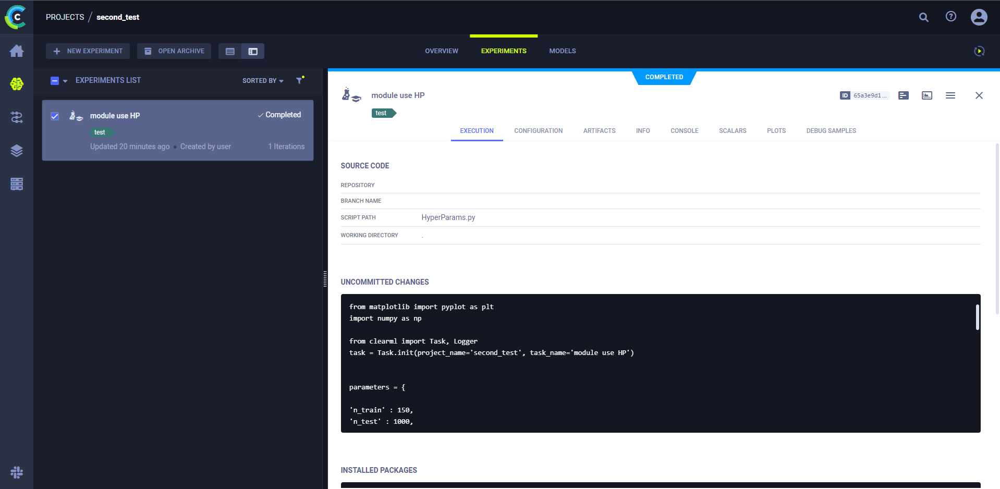 PROJECTS / second_test
NEW EXPERIMENT
OPEN ARCHIVE
OVERVIEW
EXPERIMENTS
MODELS
EXPERIMENTS LIST
SORTED BY
module use HP
Completed
test
Updated 20 minutes ago • Created by user
1 Iterations
COMPLETED
module use HP
test
ID 65a3e9d1 ...
EXECUTION
CONFIGURATION
ARTIFACTS
INFO
CONSOLE
SCALARS
PLOTS
DEBUG SAMPLES
SOURCE CODE
REPOSITORY
BRANCH NAME
SCRIPT PATH HyperParams.py
WORKING DIRECTORY .
UNCOMMITTED CHANGES
from matplotlib import pyplot as plt
import numpy as np
from clearml import Task, Logger
task = Task.init(project_name='second_test', task_name='module use HP')
parameters = {
'n_train' : 150,
'n_test' : 1000,
INSTALLED PACKAGES